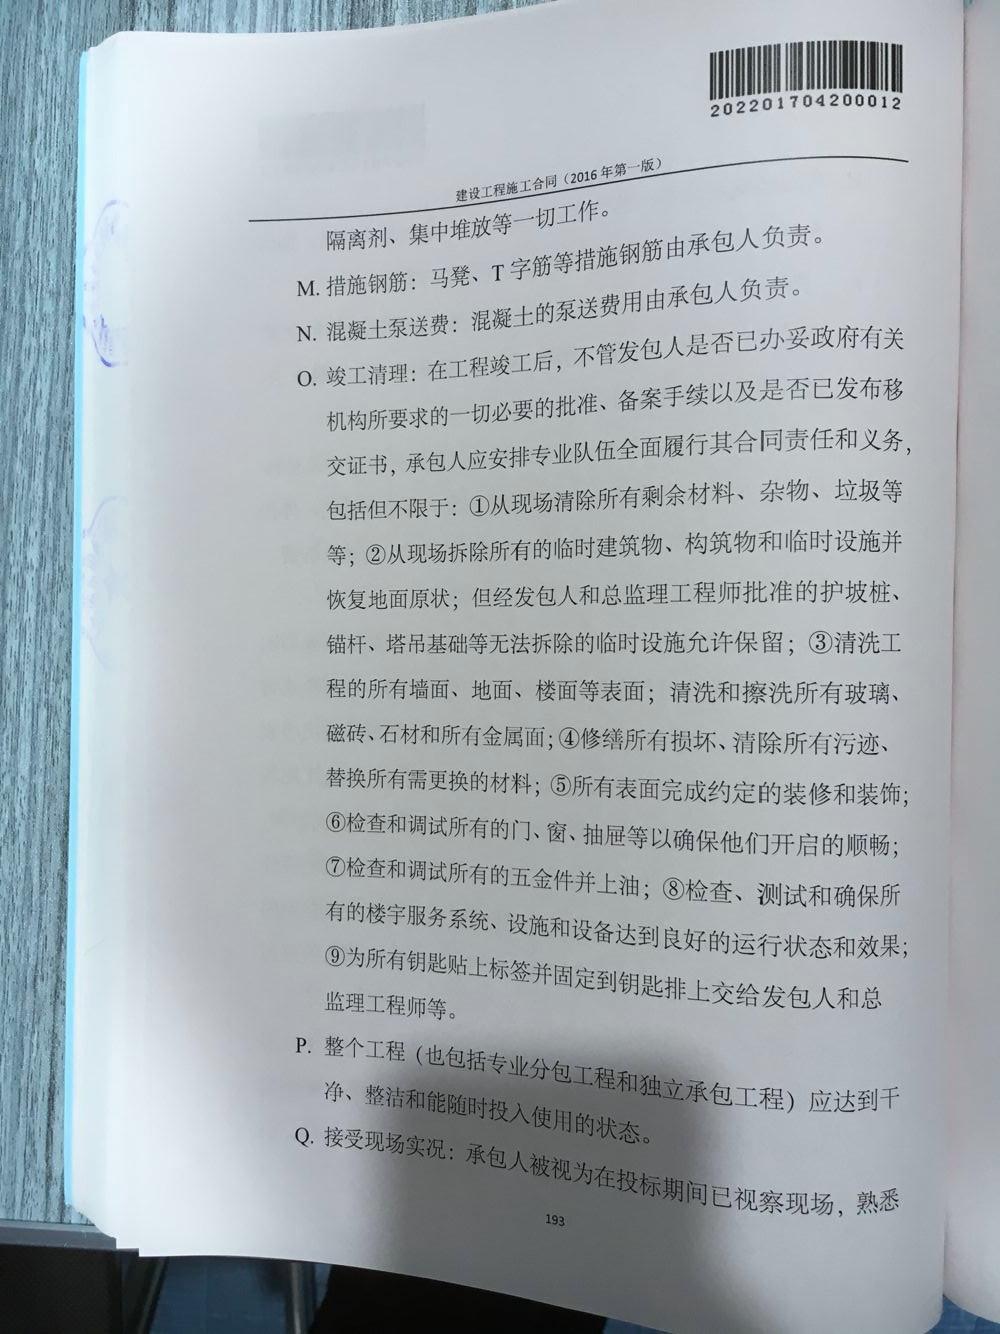 202201704200012
建设工程施工合同（2016 年第一版）
隔离剂、集中堆放等一切工作。
M. 措施钢筋：马凳、T 字筋等措施钢筋由承包人负责。
N. 混凝土泵送费：混凝土的泵送费用由承包人负责。
O. 竣工清理：在工程竣工后，不管发包人是否已办妥政府有关
机构所要求的一切必要的批准、备案手续以及是否已发布移
交证书，承包人应安排专业队伍全面履行其合同责任和义务，
包括但不限于：①从现场清除所有剩余材料、杂物、垃圾等
等；②从现场拆除所有的临时建筑物、构筑物和临时设施并
恢复地面原状；但经发包人和总监理工程师批准的护坡桩、
锚杆、塔吊基础等无法拆除的临时设施允许保留；③清洗工
程的所有墙面、地面、楼面等表面；清洗和擦洗所有玻璃、
磁砖、石材和所有金属面；④修缮所有损坏、清除所有污迹、
替换所有需更换的材料；⑤所有表面完成约定的装修和装饰；
⑥检查和调试所有的门、窗、抽屉等以确保他们开启的顺畅；
⑦检查和调试所有的五金件并上油；⑧检查、测试和确保所
有的楼宇服务系统、设施和设备达到良好的运行状态和效果；
⑨为所有钥匙贴上标签并固定到钥匙排上交给发包人和总
监理工程师等。
P. 整个工程（也包括专业分包工程和独立承包工程）应达到干
净、整洁和能随时投入使用的状态。
Q. 接受现场实况：承包人被视为在投标期间已视察现场，熟悉
193